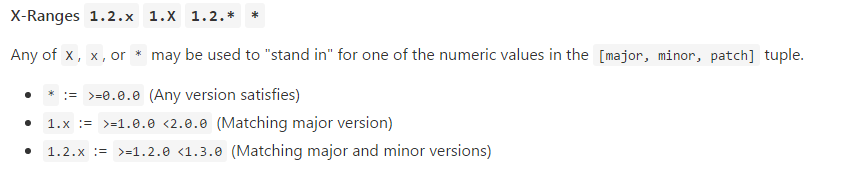 X-Ranges 1.2.x 1.X 1.2.* *
Any of X, x, or * may be used to "stand in" for one of the numeric values in the [major, minor, patch] tuple.
• * := >=0.0.0 (Any version satisfies)
• 1.x := >=1.0.0 <2.0.0 (Matching major version)
• 1.2.x := >=1.2.0 <1.3.0 (Matching major and minor versions)